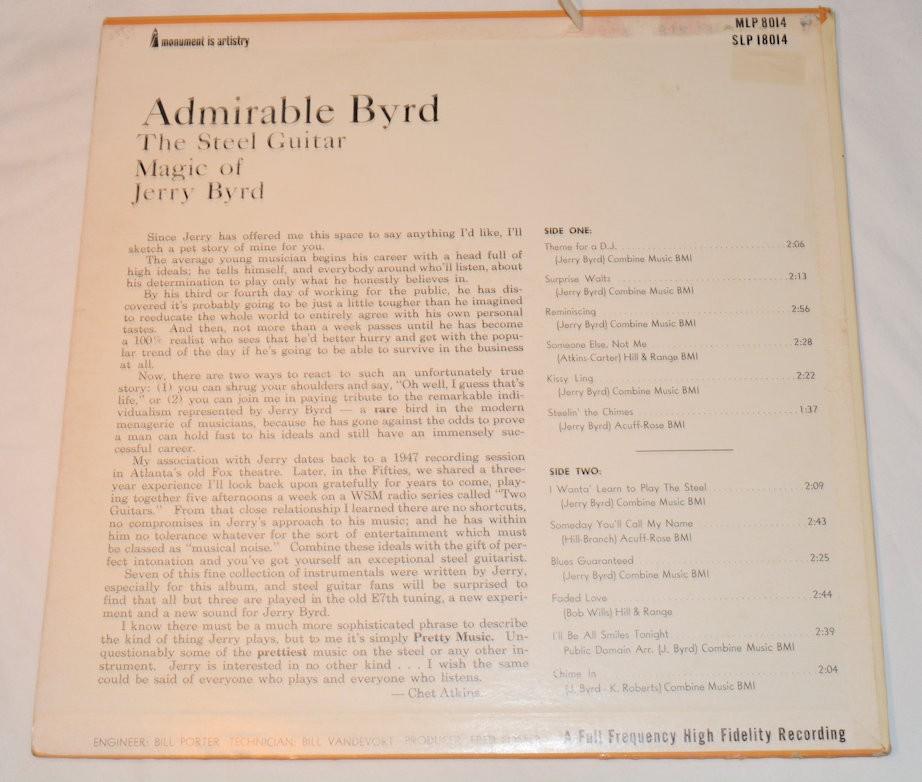 monument is artistry
MLP 8014
SLP 18014
Admirable Byrd
The Steel Guitar
Magic of
Jerry Byrd
Since Jerry has offered me this space to say anything I'd like, I'll
sketch a pet story of mine for you.
The average young musician begins his career with a head full of
high ideals; he tells himself, and everybody around who'll listen, about
his determination to play only what he honestly believes in.
By his third or fourth day of working for the public, he has dis-
covered it's probably going to be just a little tougher than he imagined
to reeducate the whole world to entirely agree with his own personal
tastes. And then, not more than a week passes until he has become
a 100% realist who sees that he'd better hurry and get with the popu-
lar trend of the day if he's going to be able to survive in the business
at all.
Now, there are two ways to react to such an unfortunately true
story: (1) you can shrug your shoulders and say, "Oh well, I guess that's
life," or (2) you can join me in paying tribute to the remarkable indi-
vidualism represented by Jerry Byrd — a rare bird in the modern
menagerie of musicians, because he has gone against the odds to prove
a man can hold fast to his ideals and still have an immensely suc-
cessful career.
My association with Jerry dates back to a 1947 recording session
in Atlanta's old Fox theatre. Later, in the Fifties, we shared a three-
year experience I'll look back upon gratefully for years to come, play-
ing together five afternoons a week on a WSM radio series called "Two
Guitars." From that close relationship I learned there are no shortcuts,
no compromises in Jerry's approach to his music; and he has within
him no tolerance whatever for the sort of entertainment which must
be classed as "musical noise." Combine these ideals with the gift of per-
fect intonation and you've got yourself an exceptional steel guitarist.
Seven of this fine collection of instrumentals were written by Jerry,
especially for this album, and steel guitar fans will be surprised to
find that all but three are played in the old E7th tuning, a new experi-
ment and a new sound for Jerry Byrd.
I know there must be a much more sophisticated phrase to describe
the kind of thing Jerry plays, but to me it's simply Pretty Music. Un-
questionably some of the prettiest music on the steel or any other in-
strument. Jerry is interested in no other kind . . . I wish the same
could be said of everyone who plays and everyone who listens.
— Chet Atkins
SIDE ONE:
Theme for a D.J. 2:06
(Jerry Byrd) Combine Music BMI
Surprise Waltz 2:13
(Jerry Byrd) Combine Music BMI
Reminiscing 2:56
(Jerry Byrd) Combine Music BMI
Someone Else, Not Me 2:28
(Atkins-Carter) Hill & Range BMI
Kissy Ling 2:22
(Jerry Byrd) Combine Music BMI
Steelin' the Chimes 1:37
(Jerry Byrd) Acuff-Rose BMI
SIDE TWO:
I Wanta' Learn to Play The Steel 2:09
(Jerry Byrd) Combine Music BMI
Someday You'll Call My Name 2:43
(Hill-Branch) Acuff-Rose BMI
Blues Guaranteed 2:25
(Jerry Byrd) Combine Music BMI
Faded Love 2:44
(Bob Wills) Hill & Range
I'll Be All Smiles Tonight 2:39
Public Domain Arr. (J. Byrd) Combine Music BMI
Chime In 2:04
(J. Byrd - K. Roberts) Combine Music BMI
ENGINEER: BILL PORTER TECHNICIAN: BILL VANDEVORT PRODUCER: FRED A Full Frequency High Fidelity Recording